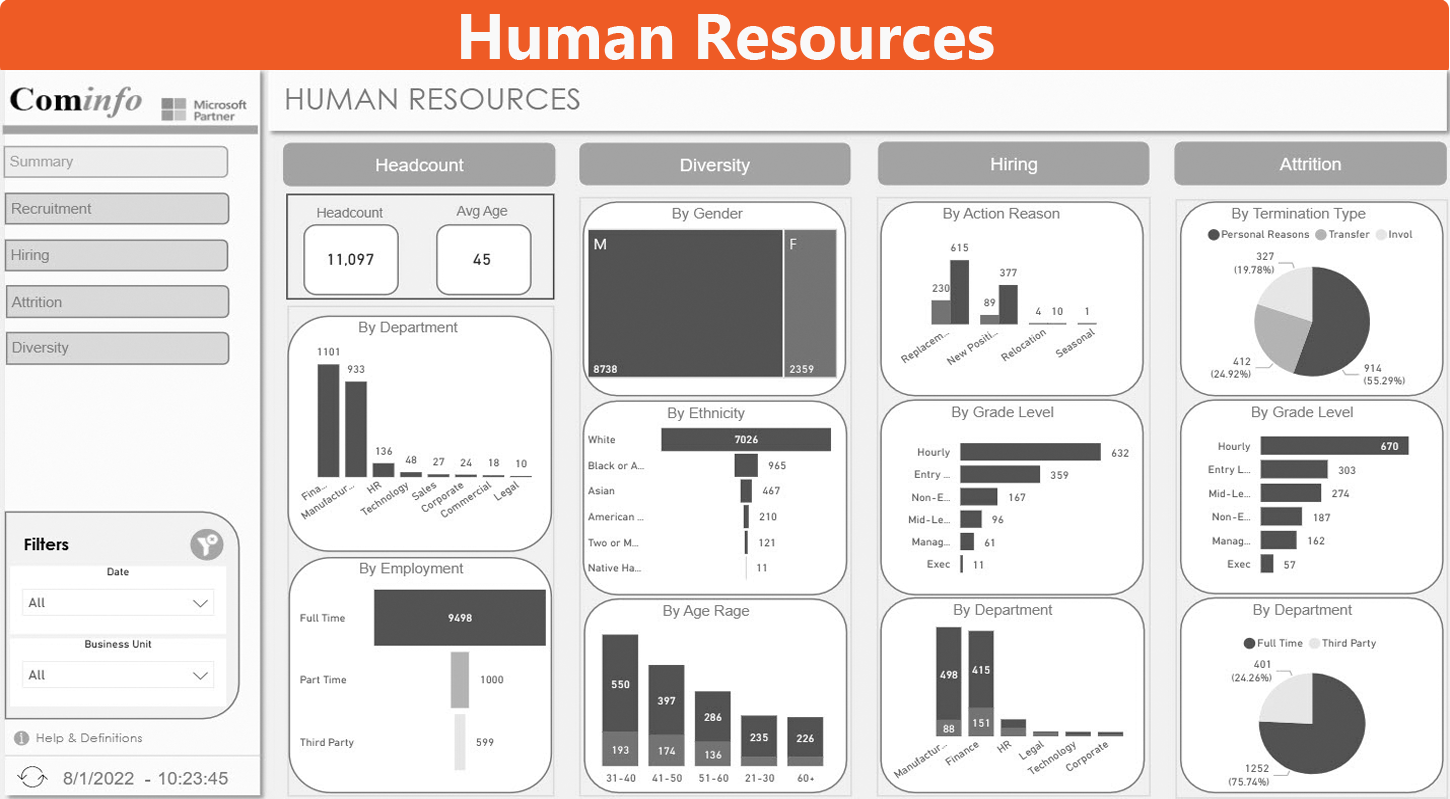 Human Resources
Cominfo
Microsoft
Partner
HUMAN RESOURCES
Summary
Recruitment
Hiring
Attrition
Diversity
Filters
Date
All
Business Unit
All
Help & Definitions
8/1/2022 - 10:23:45
Headcount
Headcount
Avg Age
11,097
45
By Department
1101
933
136
48
27
24
18
10
Fina...
Manufactur...
HR
Technology
Sales
Corporate
Commercial
Legal
By Employment
Full Time
9498
Part Time
1000
Third Party
599
Diversity
By Gender
M
F
8738
2359
By Ethnicity
White
7026
Black or A...
965
Asian
467
American ...
210
Two or M...
121
Native Ha...
11
By Age Rage
550
397
286
235
226
193
174
136
31-40
41-50
51-60
21-30
60+
Hiring
By Action Reason
615
230
377
89
4
10
1
Replacem...
New Positi...
Relocation
Seasonal
By Grade Level
Hourly
632
Entry ...
359
Non-E...
167
Mid-Le...
96
Manag...
61
Exec
11
By Department
498
415
88
151
Manufactur...
Finance
HR
Legal
Technology
Corporate
Attrition
By Termination Type
Personal Reasons
Transfer
Invol
327
(19.78%)
412
(24.92%)
914
(55.29%)
By Grade Level
Hourly
670
Entry L...
303
Mid-Le...
274
Non-E...
187
Manag...
162
Exec
57
By Department
Full Time
Third Party
401
(24.26%)
1252
(75.74%)